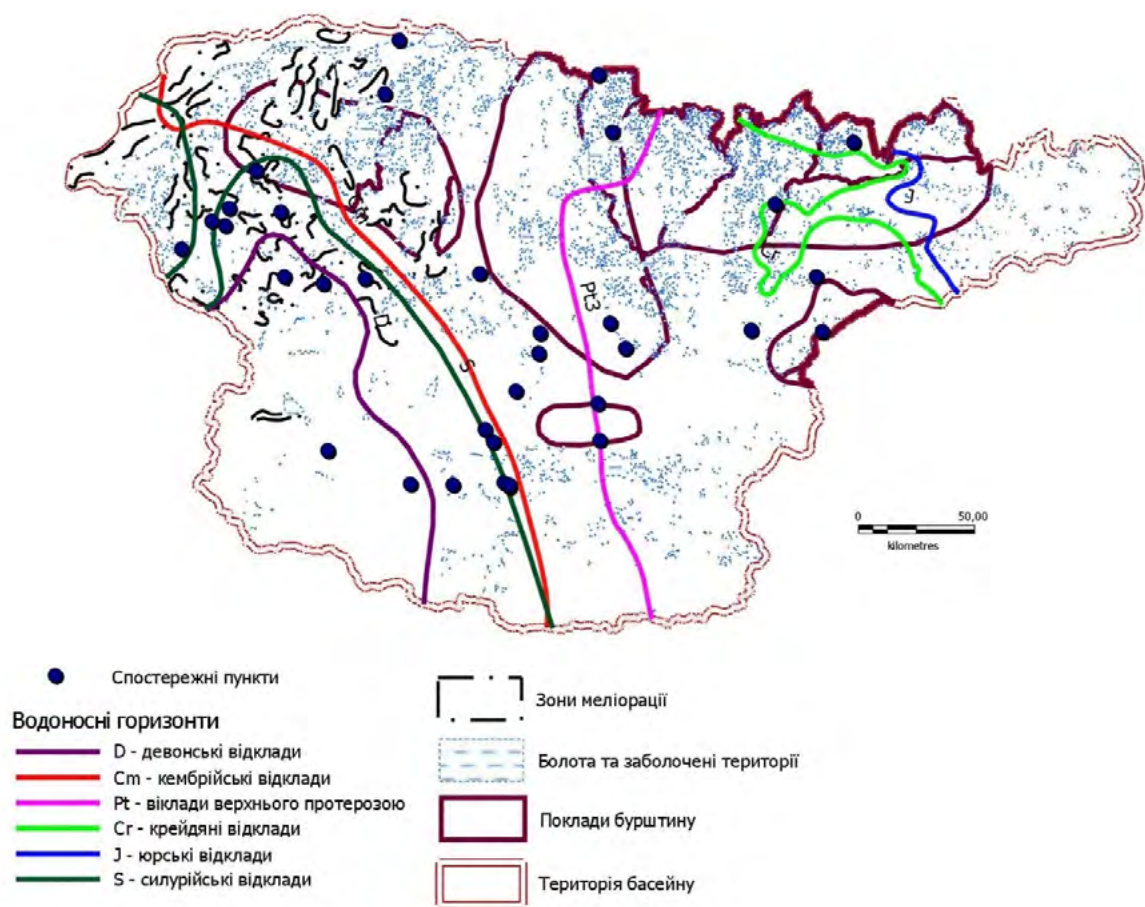 Pt3
S
J
Cr
0 50,00
kilometres
Спостережні пункти
Водоносні горизонти
D - девонські відклади
Cm - кембрійські відклади
Pt - віклади верхнього протерозою
Cr - крейдяні відклади
J - юрські відклади
S - силурійські відклади
Зони меліорації
Болота та заболочені території
Поклади бурштину
Територія басейну